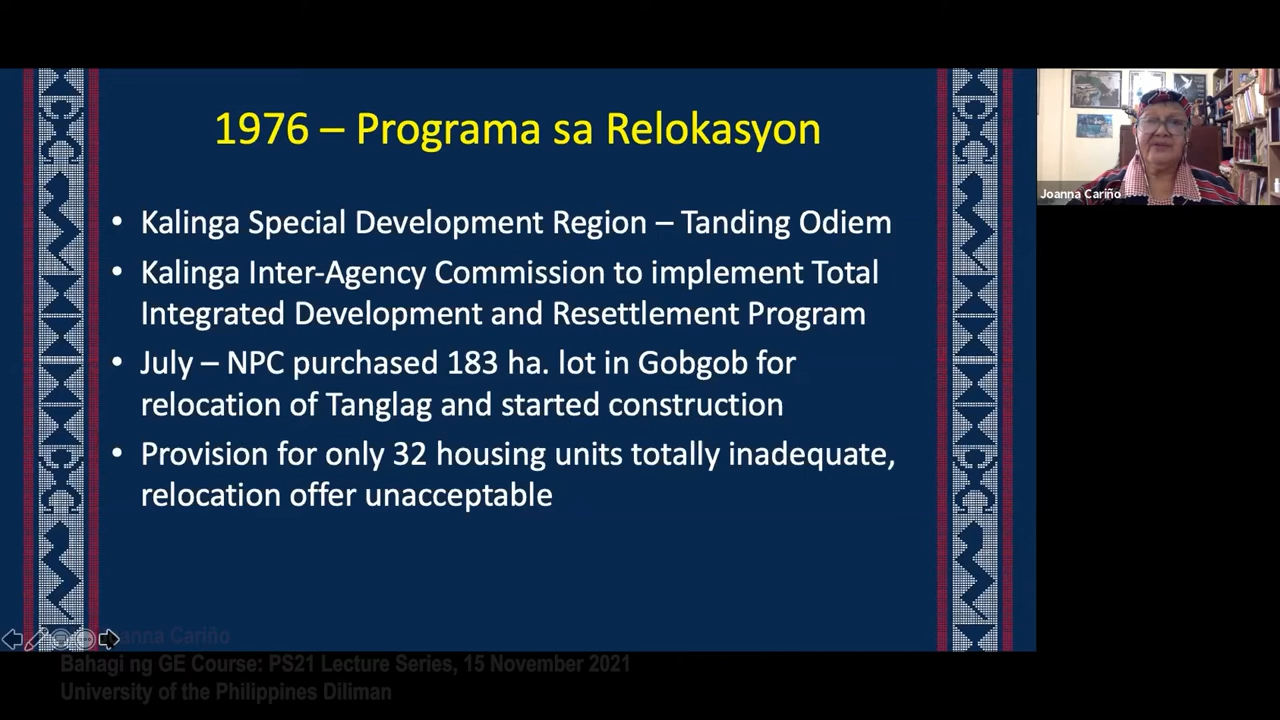 1976 – Programa sa Relokasyon
• Kalinga Special Development Region – Tanding Odiem
• Kalinga Inter-Agency Commission to implement Total
Integrated Development and Resettlement Program
• July – NPC purchased 183 ha. lot in Gobgob for
relocation of Tanglag and started construction
• Provision for only 32 housing units totally inadequate,
relocation offer unacceptable
Joanna Cariño
Joanna Cariño
Bahagi ng GE Course: PS21 Lecture Series, 15 November 2021
University of the Philippines Diliman